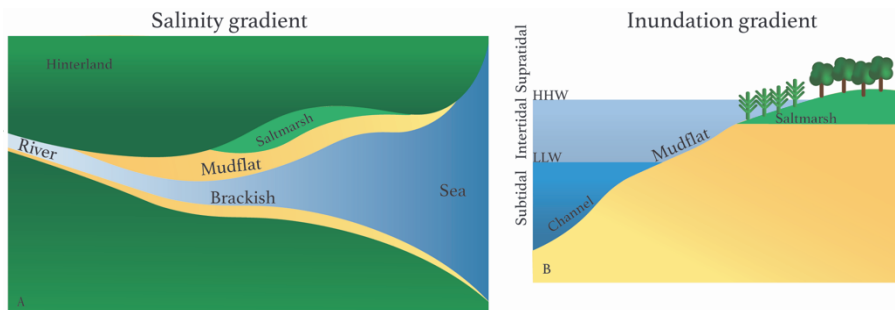 Salinity gradient
Hinterland
River
Mudflat
Saltmarsh
Brackish
Sea
A
Inundation gradient
Supratidal
Intertidal
Subtidal
HHW
LLW
Channel
Mudflat
Saltmarsh
B